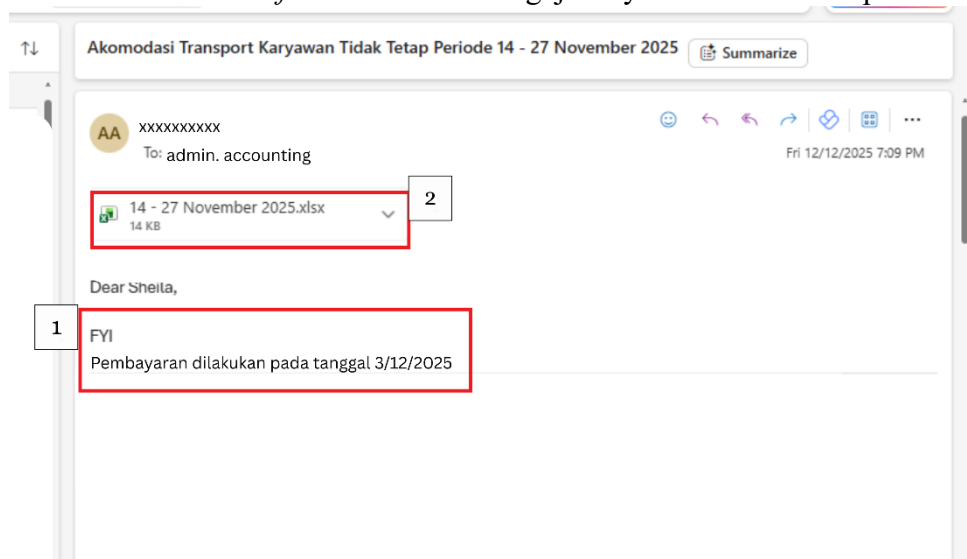 Akomodasi Transport Karyawan Tidak Tetap Periode 14 - 27 November 2025
Summarize
AA
xxxxxxxxxx
To: admin. accounting
Fri 12/12/2025 7:09 PM
14 - 27 November 2025.xlsx
14 KB
2
Dear Sheila,
1
FYI
Pembayaran dilakukan pada tanggal 3/12/2025